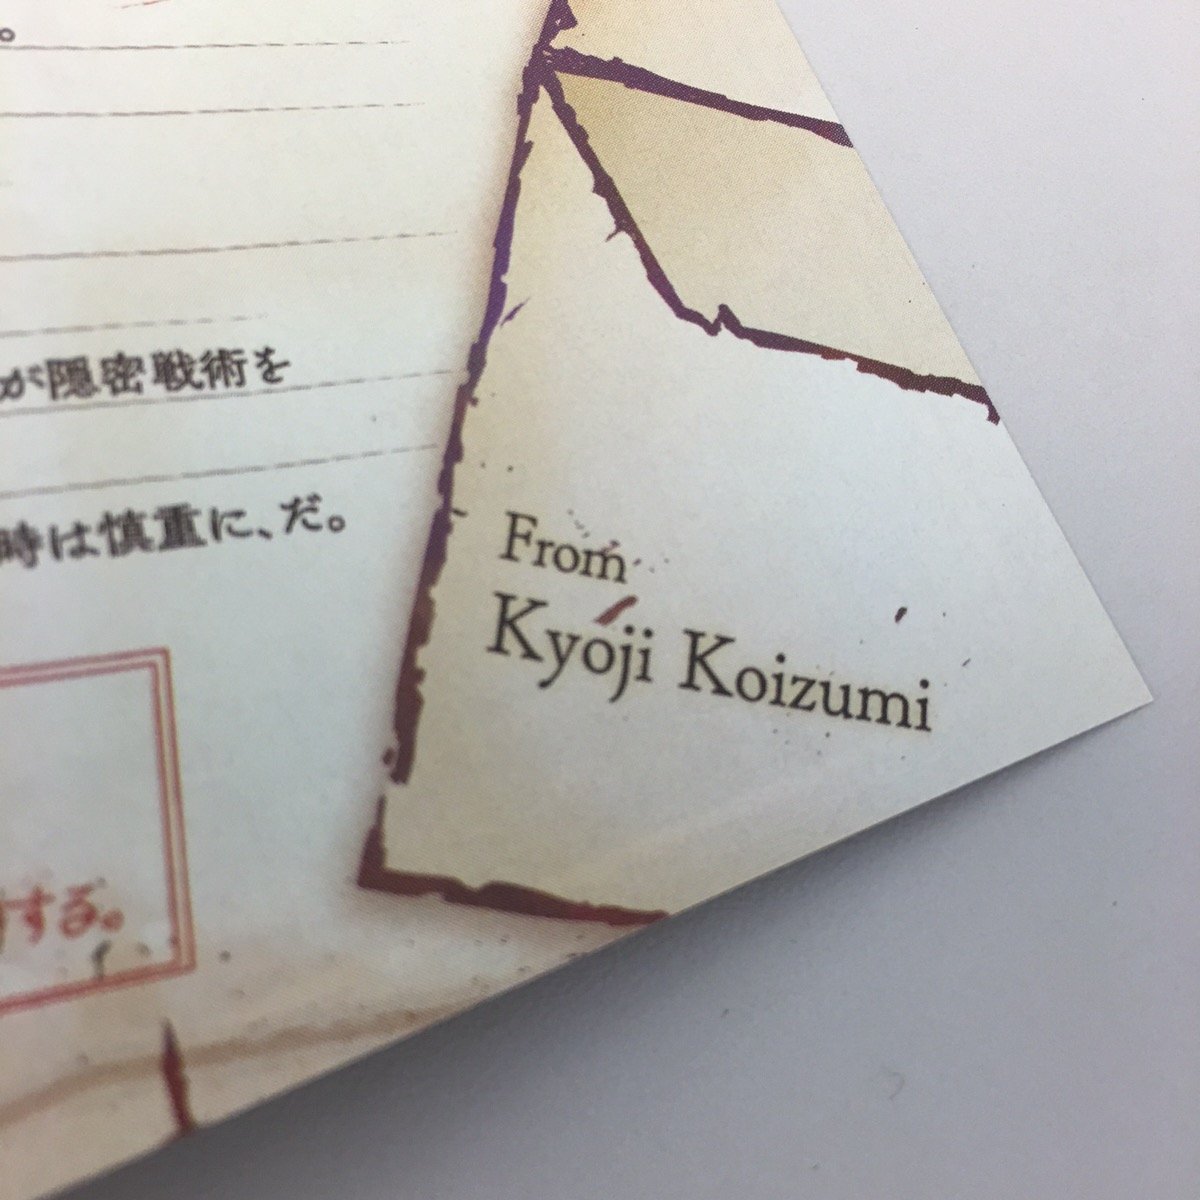 。
が隠密戦術を
時は慎重に、だ。
する。
From
Kyoji Koizumi